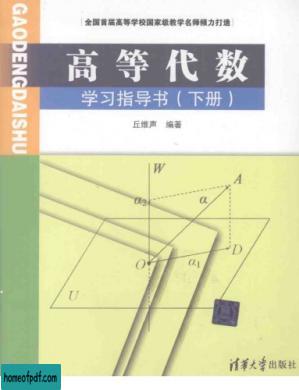 GAODENGDAISHU
全国首届高等学校国家级教学名师倾力打造
高等代数
学习指导书（下册）
丘维声 编著
W
A
α₂
α
O
α₁
D
U
清华大学出版社
homeofpdf.com